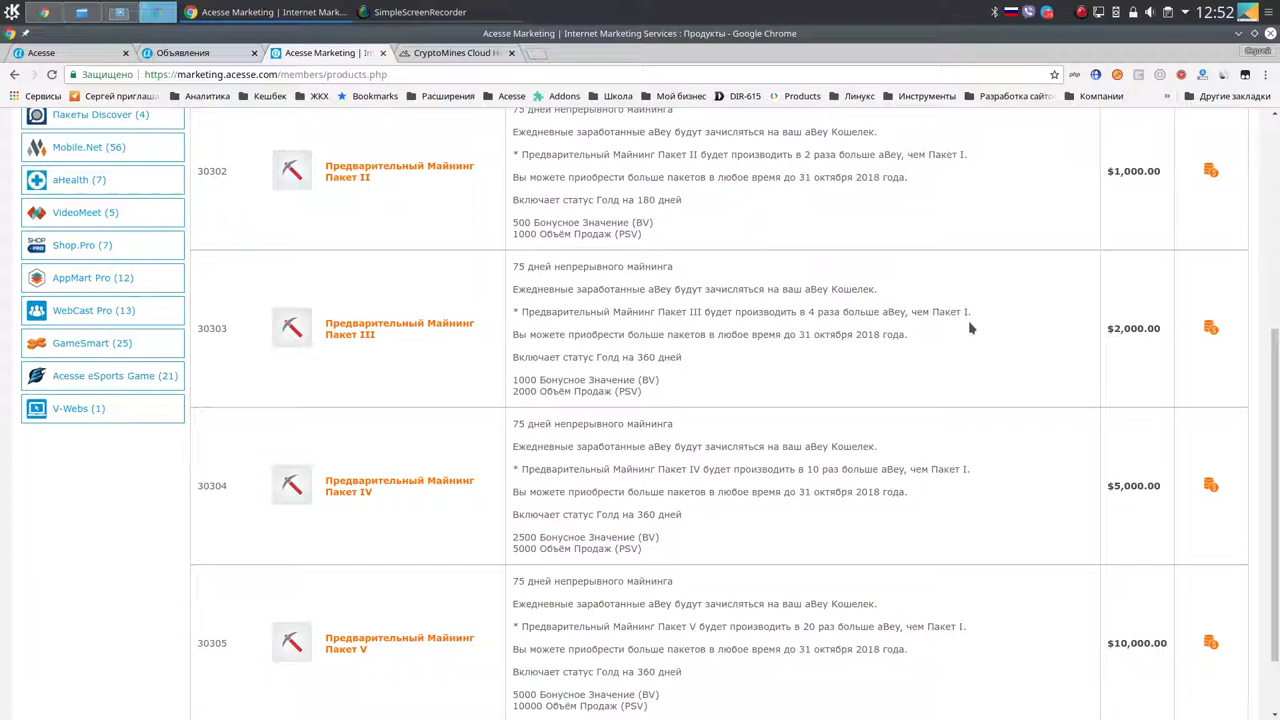 Acesse Marketing | Internet Mark...
SimpleScreenRecorder
12:52
Acesse Marketing | Internet Marketing Services : Продукты - Google Chrome
Acesse
Объявления
Acesse Marketing | In
CryptoMines Cloud H
Сергей
Защищено
https://marketing.acesse.com/members/products.php
Сервисы
Сергей приглаш
Аналитика
Кешбек
ЖКХ
Bookmarks
Расширения
Acesse
Addons
Школа
Мой бизнес
DIR-615
Products
Линукс
Инструменты
Разработка сайто
Компании
»
Другие закладки
Пакеты Discover (4)
Mobile.Net (56)
aHealth (7)
VideoMeet (5)
Shop.Pro (7)
AppMart Pro (12)
WebCast Pro (13)
GameSmart (25)
Acesse eSports Game (21)
V-Webs (1)
75 дней непрерывного майнинга
Ежедневные заработанные аBey будут зачисляться на ваш аBey Кошелек.
* Предварительный Майнинг Пакет II будет производить в 2 раза больше аBey, чем Пакет I.
30302
Предварительный Майнинг
Пакет II
$1,000.00
Вы можете приобрести больше пакетов в любое время до 31 октября 2018 года.
Включает статус Голд на 180 дней
500 Бонусное Значение (BV)
1000 Объём Продаж (PSV)
75 дней непрерывного майнинга
Ежедневные заработанные аBey будут зачисляться на ваш аBey Кошелек.
* Предварительный Майнинг Пакет III будет производить в 4 раза больше аBey, чем Пакет I.
30303
Предварительный Майнинг
Пакет III
$2,000.00
Вы можете приобрести больше пакетов в любое время до 31 октября 2018 года.
Включает статус Голд на 360 дней
1000 Бонусное Значение (BV)
2000 Объём Продаж (PSV)
75 дней непрерывного майнинга
Ежедневные заработанные аBey будут зачисляться на ваш аBey Кошелек.
* Предварительный Майнинг Пакет IV будет производить в 10 раз больше аBey, чем Пакет I.
30304
Предварительный Майнинг
Пакет IV
$5,000.00
Вы можете приобрести больше пакетов в любое время до 31 октября 2018 года.
Включает статус Голд на 360 дней
2500 Бонусное Значение (BV)
5000 Объём Продаж (PSV)
75 дней непрерывного майнинга
Ежедневные заработанные аBey будут зачисляться на ваш аBey Кошелек.
* Предварительный Майнинг Пакет V будет производить в 20 раз больше аBey, чем Пакет I.
30305
Предварительный Майнинг
Пакет V
$10,000.00
Вы можете приобрести больше пакетов в любое время до 31 октября 2018 года.
Включает статус Голд на 360 дней
5000 Бонусное Значение (BV)
10000 Объём Продаж (PSV)